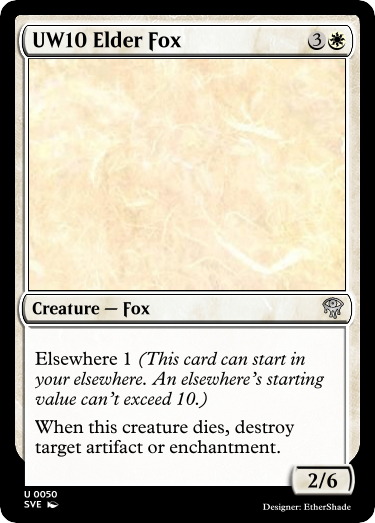 UW10 Elder Fox 3
Creature — Fox
Elsewhere 1 (This card can start in
your elsewhere. An elsewhere's starting
value can't exceed 10.)
When this creature dies, destroy
target artifact or enchantment.
2/6
U 0050
SVE
Designer: EtherShade